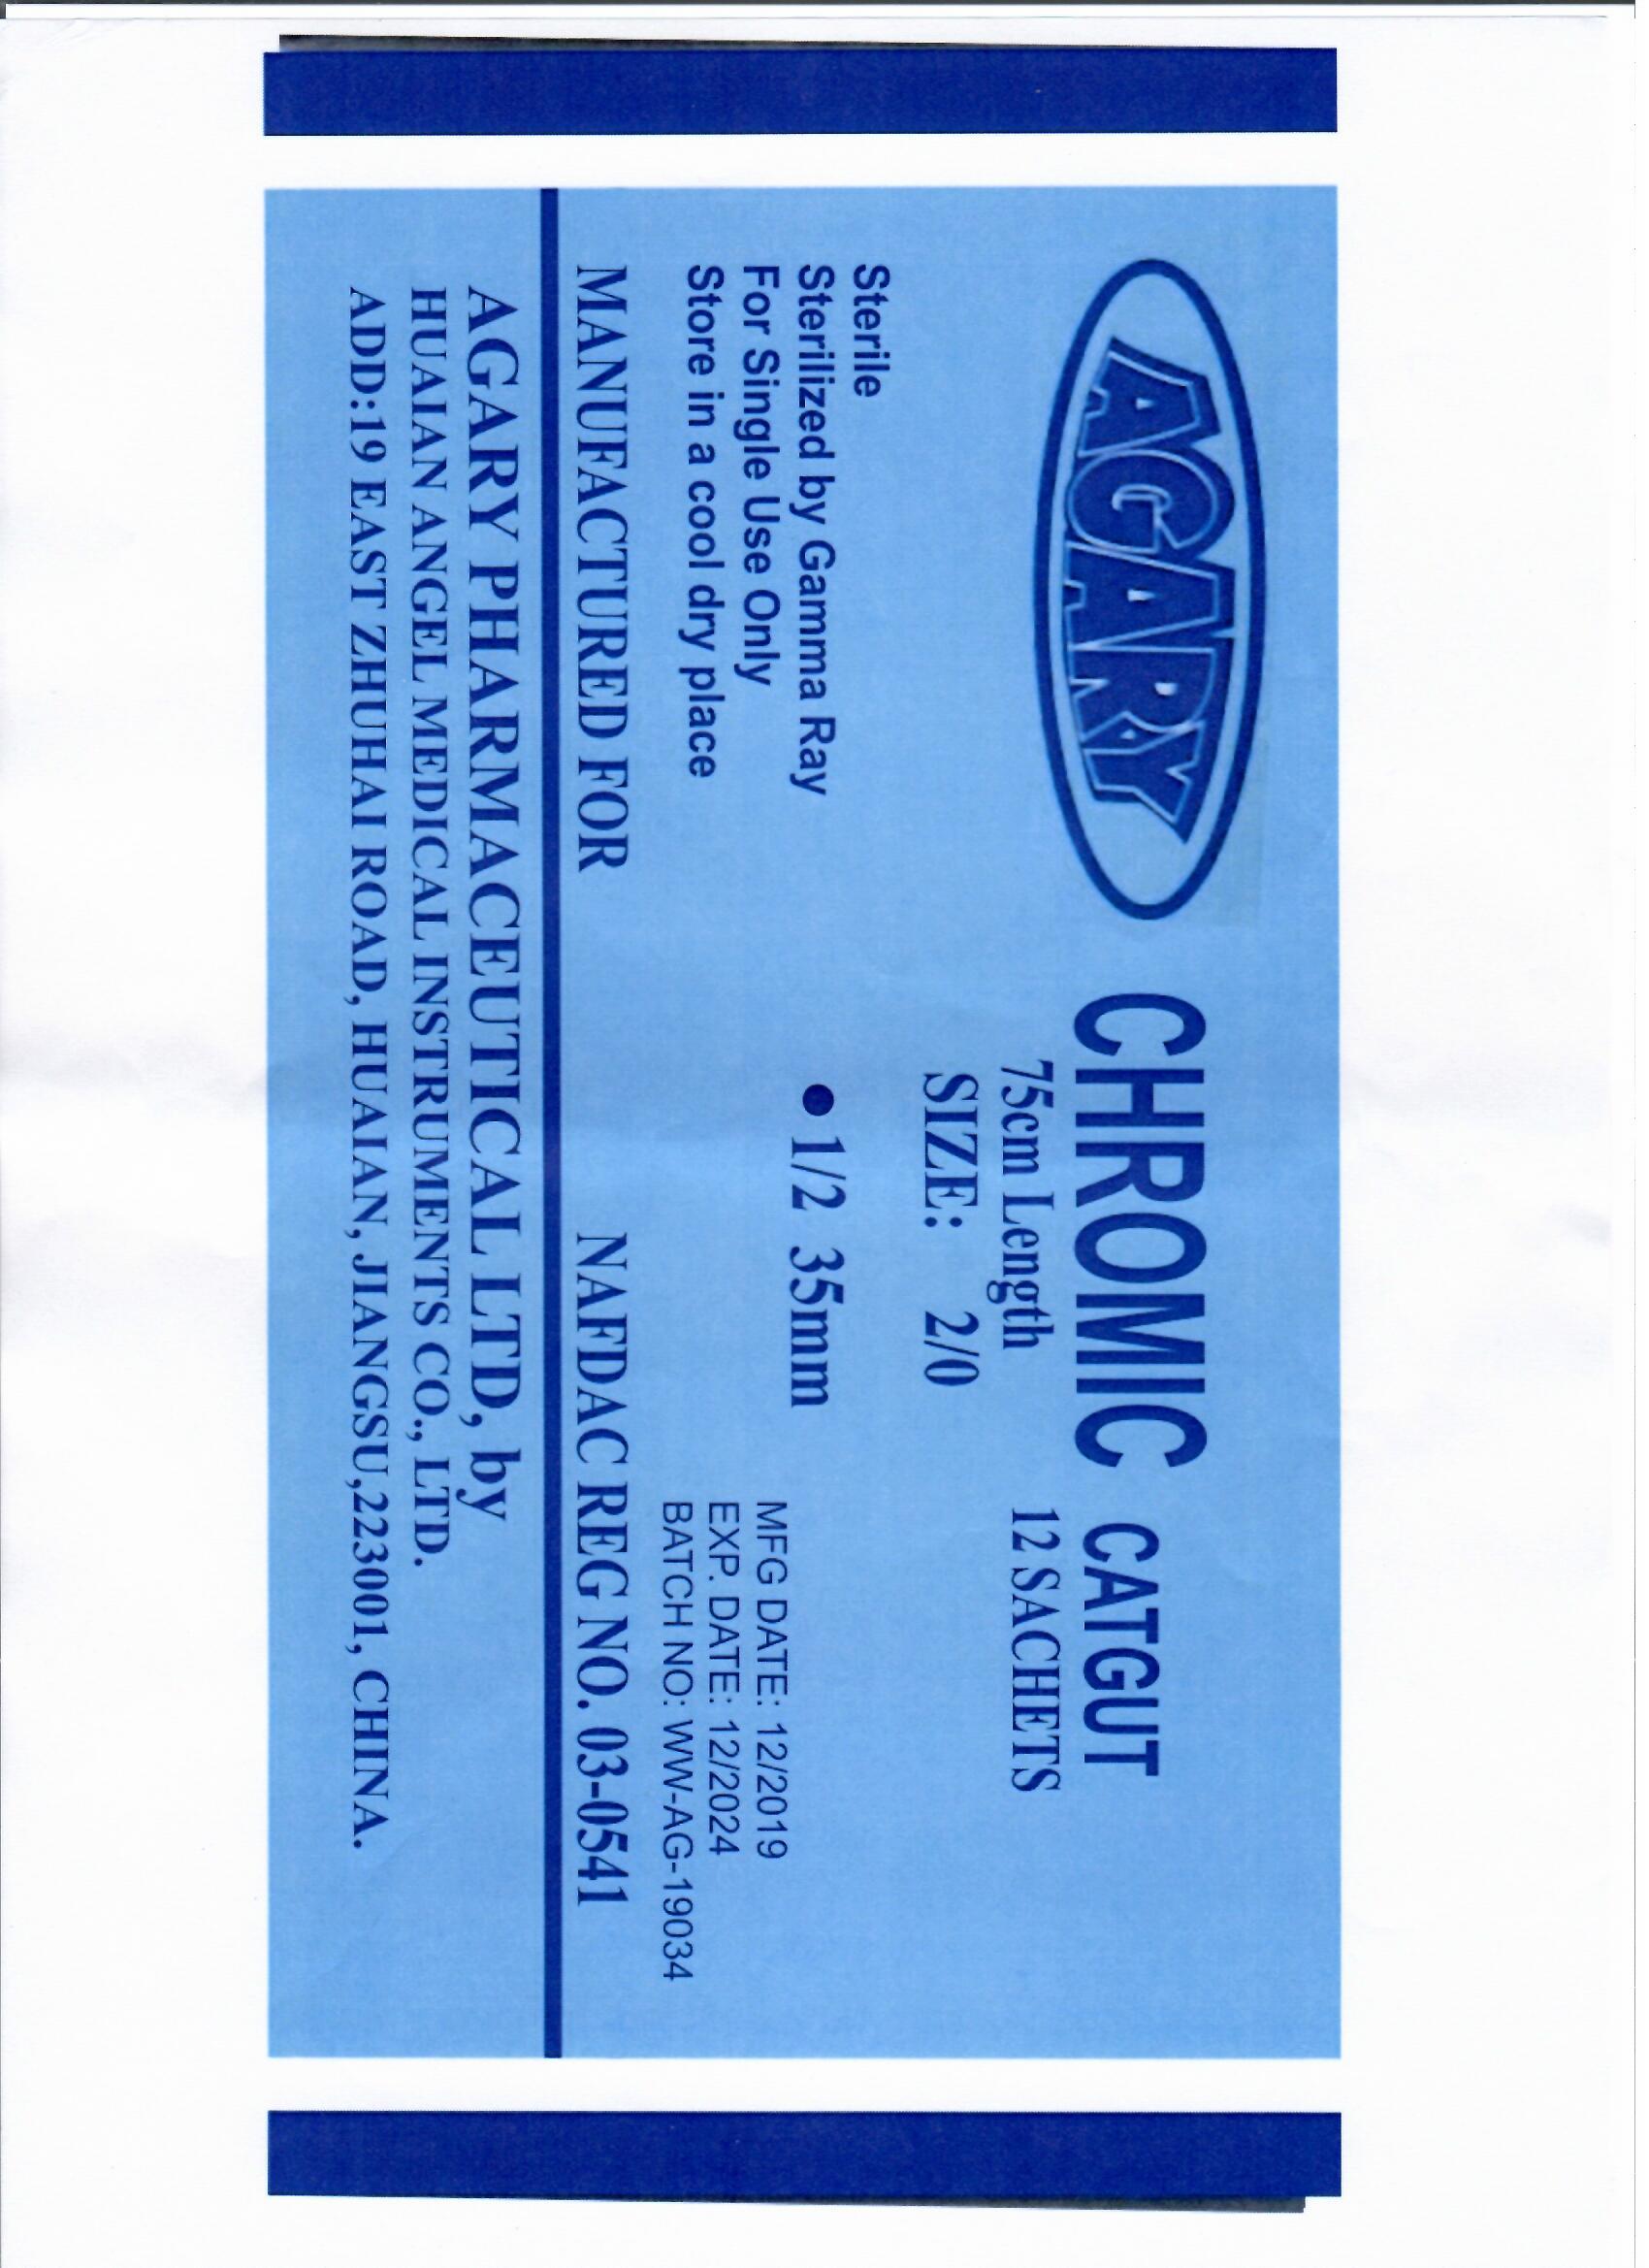 AGARY
CHROMIC CATGUT
75cm Length
12 SACHETS
SIZE: 2/0
Sterile
Sterilized by Gamma Ray
For Single Use Only
Store in a cool dry place
● 1/2 35mm
MFG DATE: 12/2019
EXP. DATE: 12/2024
BATCH NO: WW-AG-19034
MANUFACTURED FOR
NAFDAC REG NO. 03-0541
AGARY PHARMACEUTICAL LTD, by
HUAIAN ANGEL MEDICAL INSTRUMENTS CO., LTD.
ADD:19 EAST ZHUHAI ROAD, HUAIAN, JIANGSU,223001, CHINA.